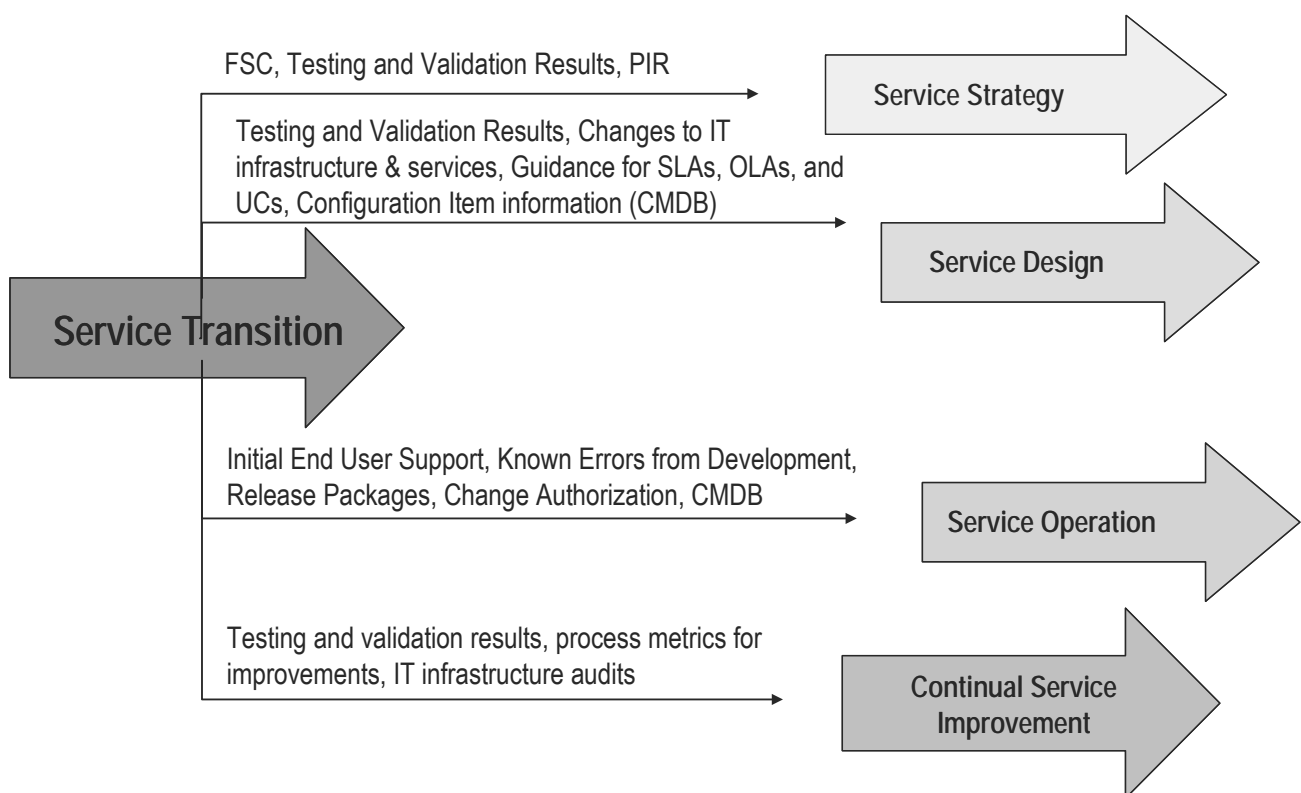 FSC, Testing and Validation Results, PIR
Service Strategy
Testing and Validation Results, Changes to IT
infrastructure & services, Guidance for SLAs, OLAs, and
UCs, Configuration Item information (CMDB)
Service Design
Service Transition
Initial End User Support, Known Errors from Development,
Release Packages, Change Authorization, CMDB
Service Operation
Testing and validation results, process metrics for
improvements, IT infrastructure audits
Continual Service
Improvement